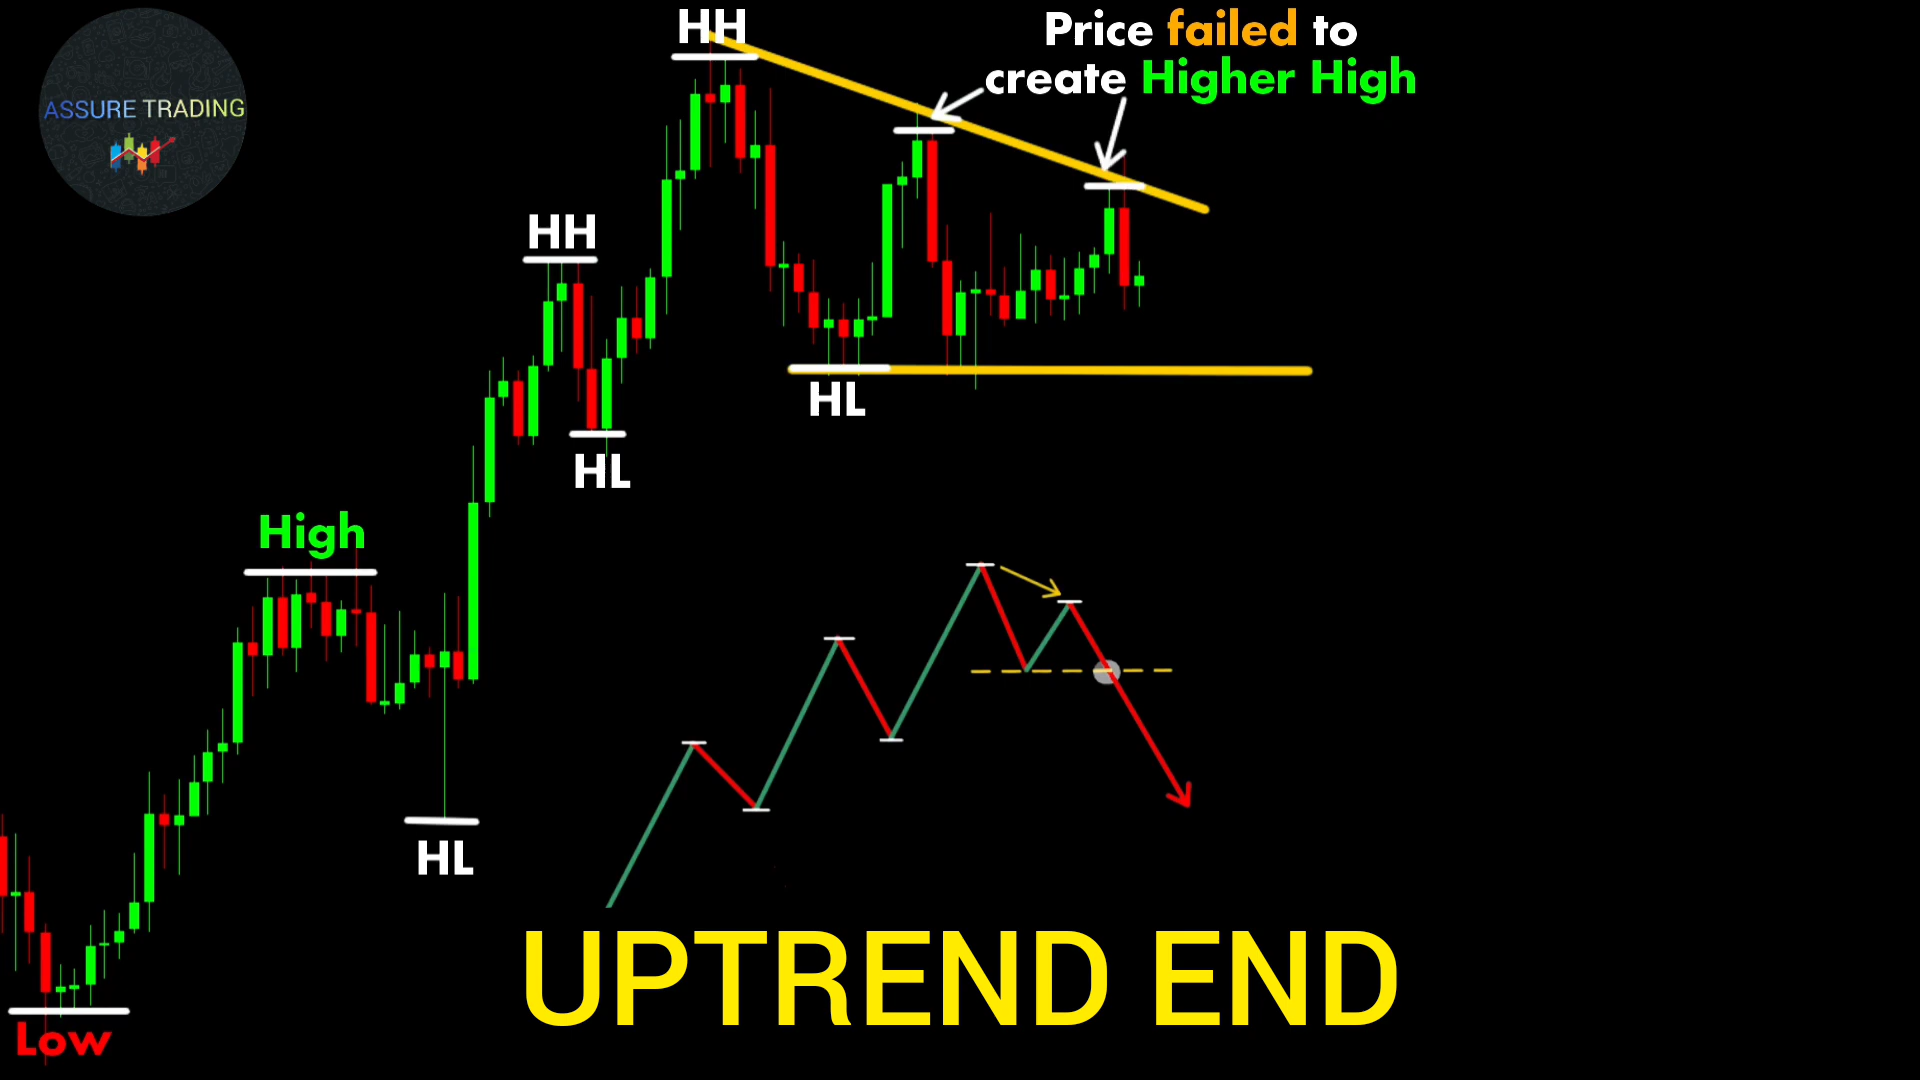 ASSURE TRADING
HH
Price failed to
create Higher High
HH
HL
HL
High
HL
Low
UPTREND END